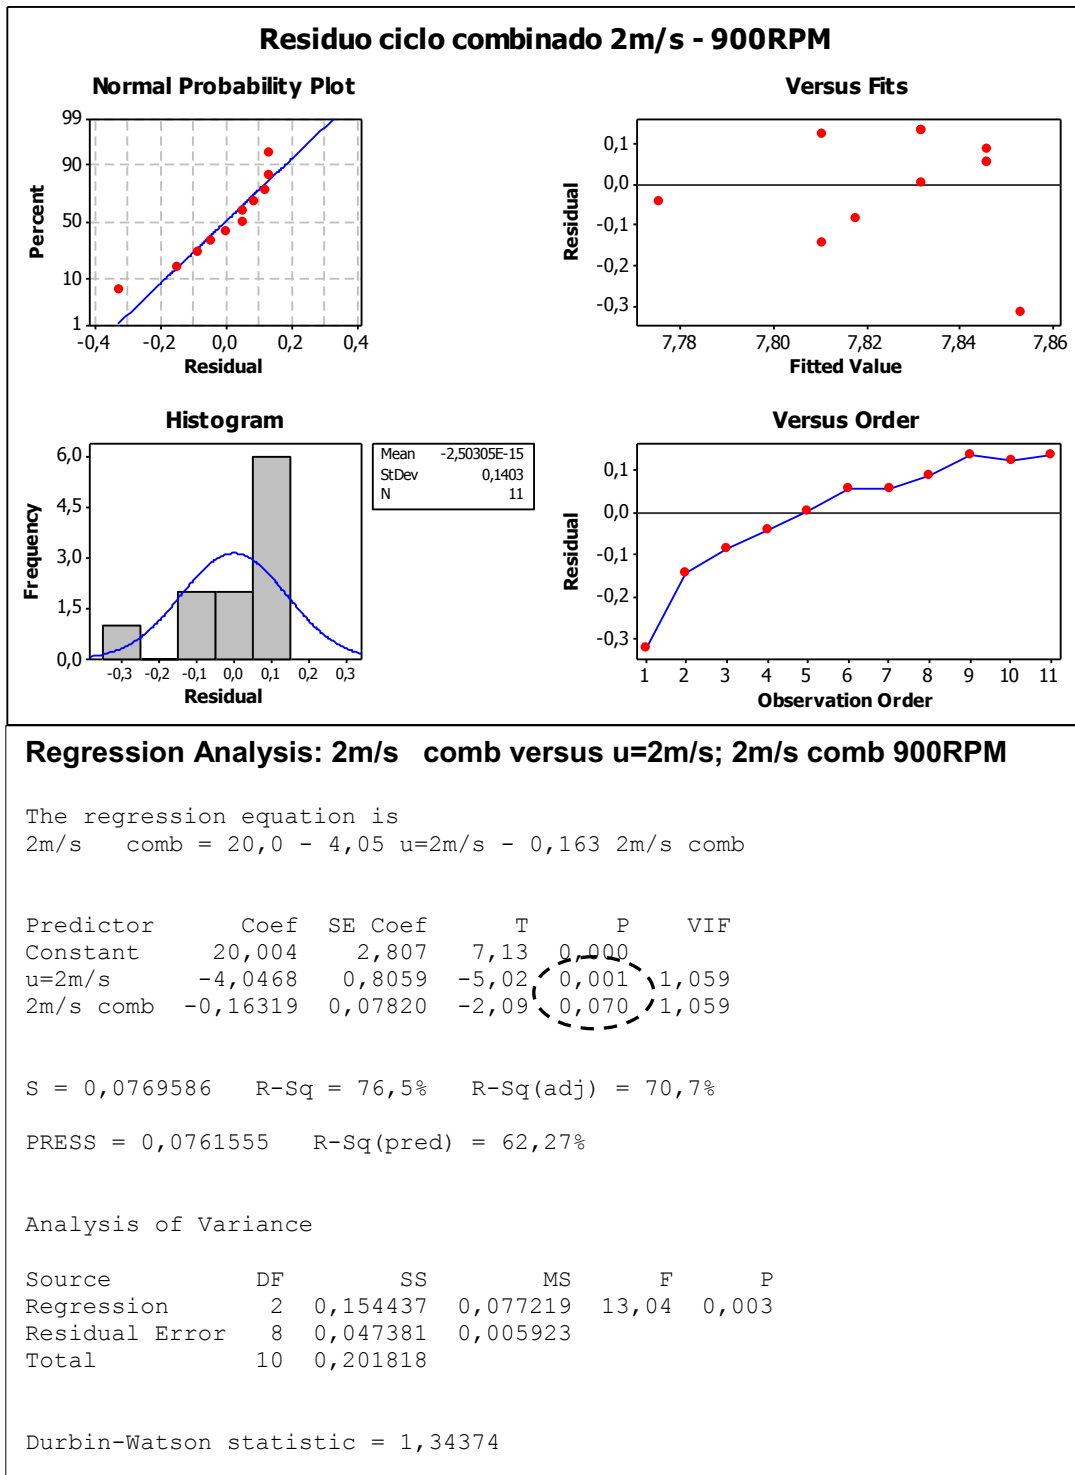 Residuo ciclo combinado 2m/s - 900RPM
Normal Probability Plot
99
90
50
10
1
Percent
-0,4 -0,2 0,0 0,2 0,4
Residual
Versus Fits
0,1
0,0
-0,1
-0,2
-0,3
Residual
7,78 7,80 7,82 7,84 7,86
Fitted Value
Histogram
6,0
4,5
3,0
1,5
0,0
Frequency
-0,3 -0,2 -0,1 0,0 0,1 0,2 0,3
Residual
Mean -2,50305E-15
StDev 0,1403
N 11
Versus Order
0,1
0,0
-0,1
-0,2
-0,3
Residual
1 2 3 4 5 6 7 8 9 10 11
Observation Order
Regression Analysis: 2m/s comb versus u=2m/s; 2m/s comb 900RPM
The regression equation is
2m/s comb = 20,0 - 4,05 u=2m/s - 0,163 2m/s comb
Predictor Coef SE Coef T P VIF
Constant 20,004 2,807 7,13 0,000
u=2m/s -4,0468 0,8059 -5,02 0,001 1,059
2m/s comb -0,16319 0,07820 -2,09 0,070 1,059
S = 0,0769586 R-Sq = 76,5% R-Sq(adj) = 70,7%
PRESS = 0,0761555 R-Sq(pred) = 62,27%
Analysis of Variance
Source DF SS MS F P
Regression 2 0,154437 0,077219 13,04 0,003
Residual Error 8 0,047381 0,005923
Total 10 0,201818
Durbin-Watson statistic = 1,34374